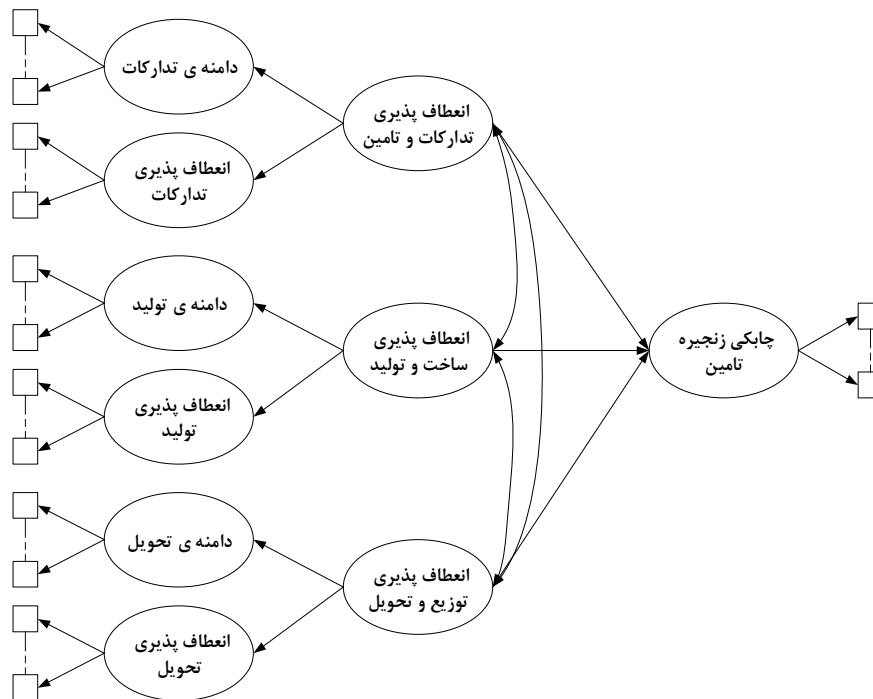 دامنه ی تدارکات
انعطاف پذیری
تدارکات و تامین
انعطاف پذیری
تدارکات
دامنه ی تولید
انعطاف پذیری
ساخت و تولید
چابکی زنجیره
تامین
انعطاف پذیری
تولید
دامنه ی تحویل
انعطاف پذیری
توزیع و تحویل
انعطاف پذیری
تحویل